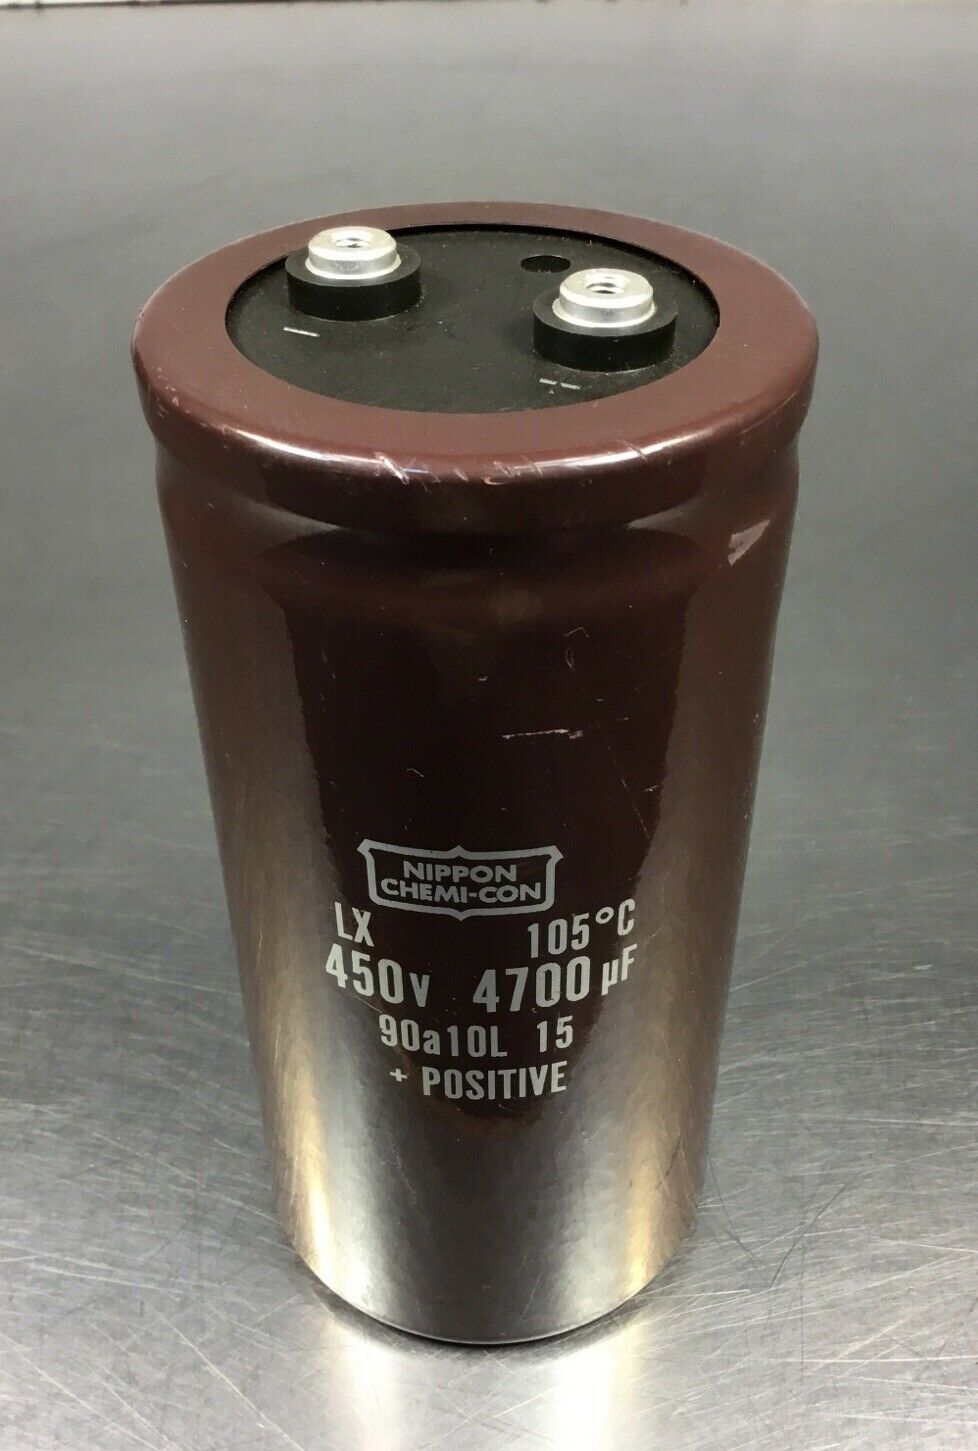 NIPPON
CHEMI-CON
LX 105°C
450V 4700µF
90a10L 15
+ POSITIVE